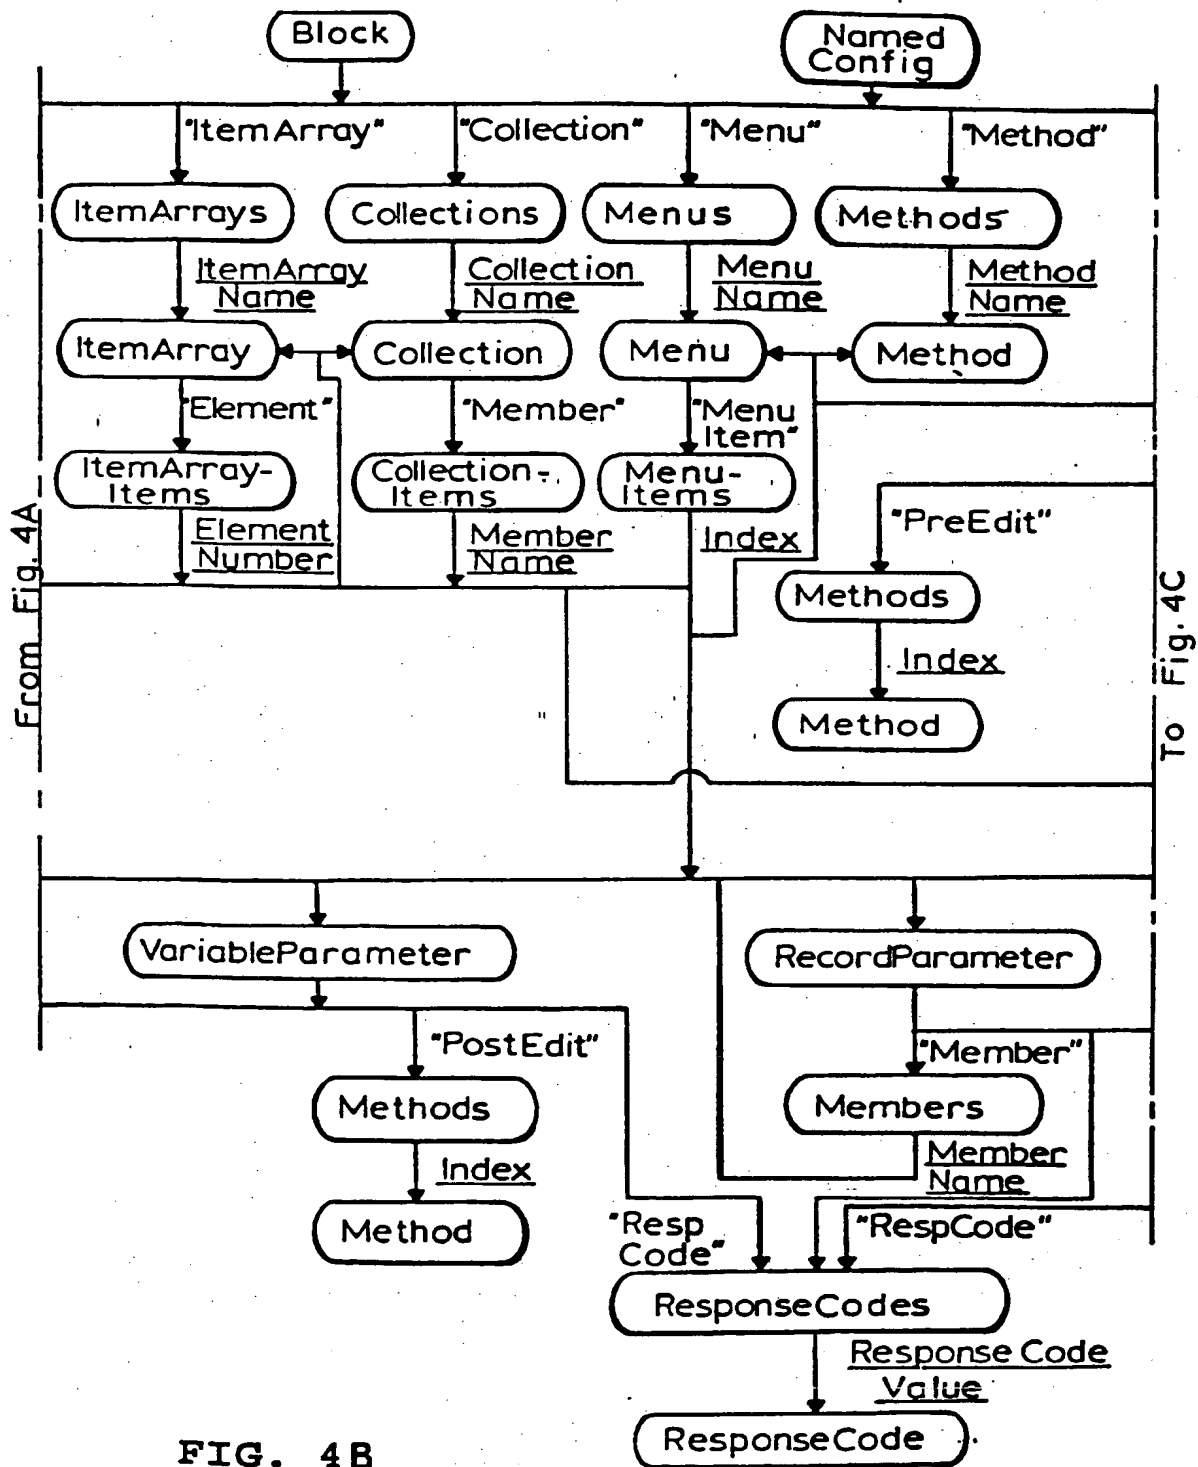 Block
Named
Config
"ItemArray"
"Collection"
"Menu"
"Method"
ItemArrays
Collections
Menus
Methods
ItemArray
Name
Collection
Name
Menu
Name
Method
Name
ItemArray
Collection
Menu
Method
"Element"
"Member"
"Menu
Item"
ItemArray-
Items
Collection-
Items
Menu-
Items
"PreEdit"
Element
Number
Member
Name
Index
Methods
Index
Method
From Fig. 4A
To Fig. 4C
VariableParameter
RecordParameter
"PostEdit"
"Member"
Methods
Members
Index
Member
Name
Method
"Resp
Code"
"RespCode"
ResponseCodes
Response Code
Value
ResponseCode
FIG. 4B